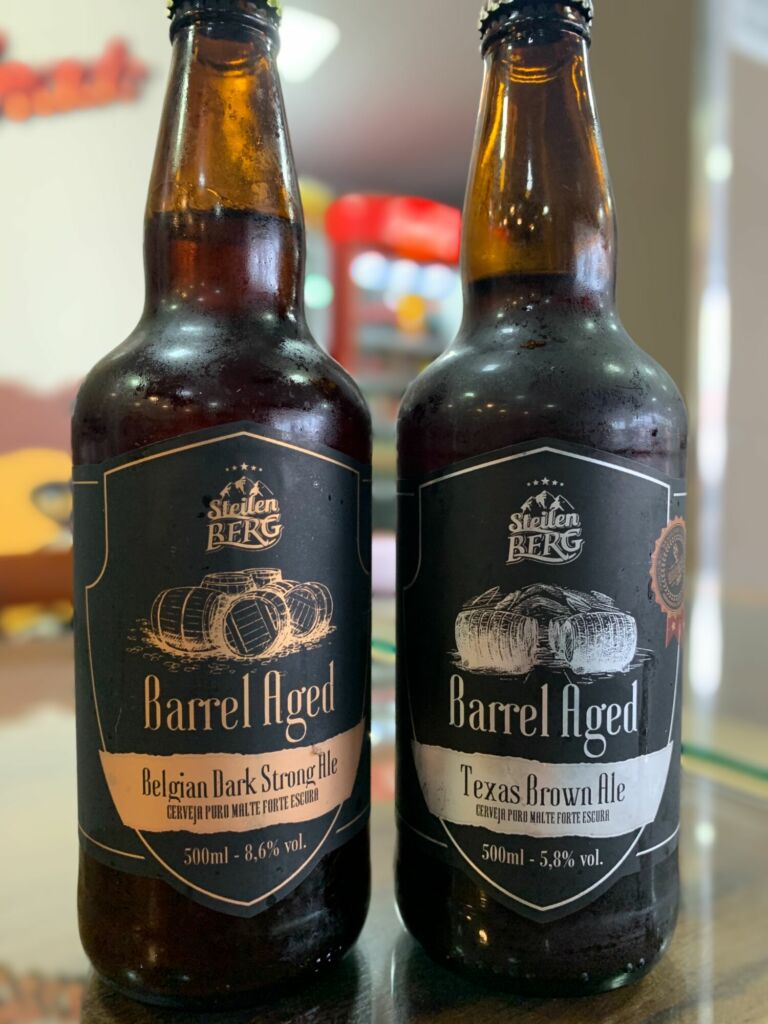 Steilen
BERG
Barrel Aged
Belgian Dark Strong Ale
CERVEJA PURO MALTE FORTE ESCURA
500ml - 8,6% vol.
Steilen
BERG
Barrel Aged
Texas Brown Ale
CERVEJA PURO MALTE FORTE ESCURA
500ml - 5,8% vol.